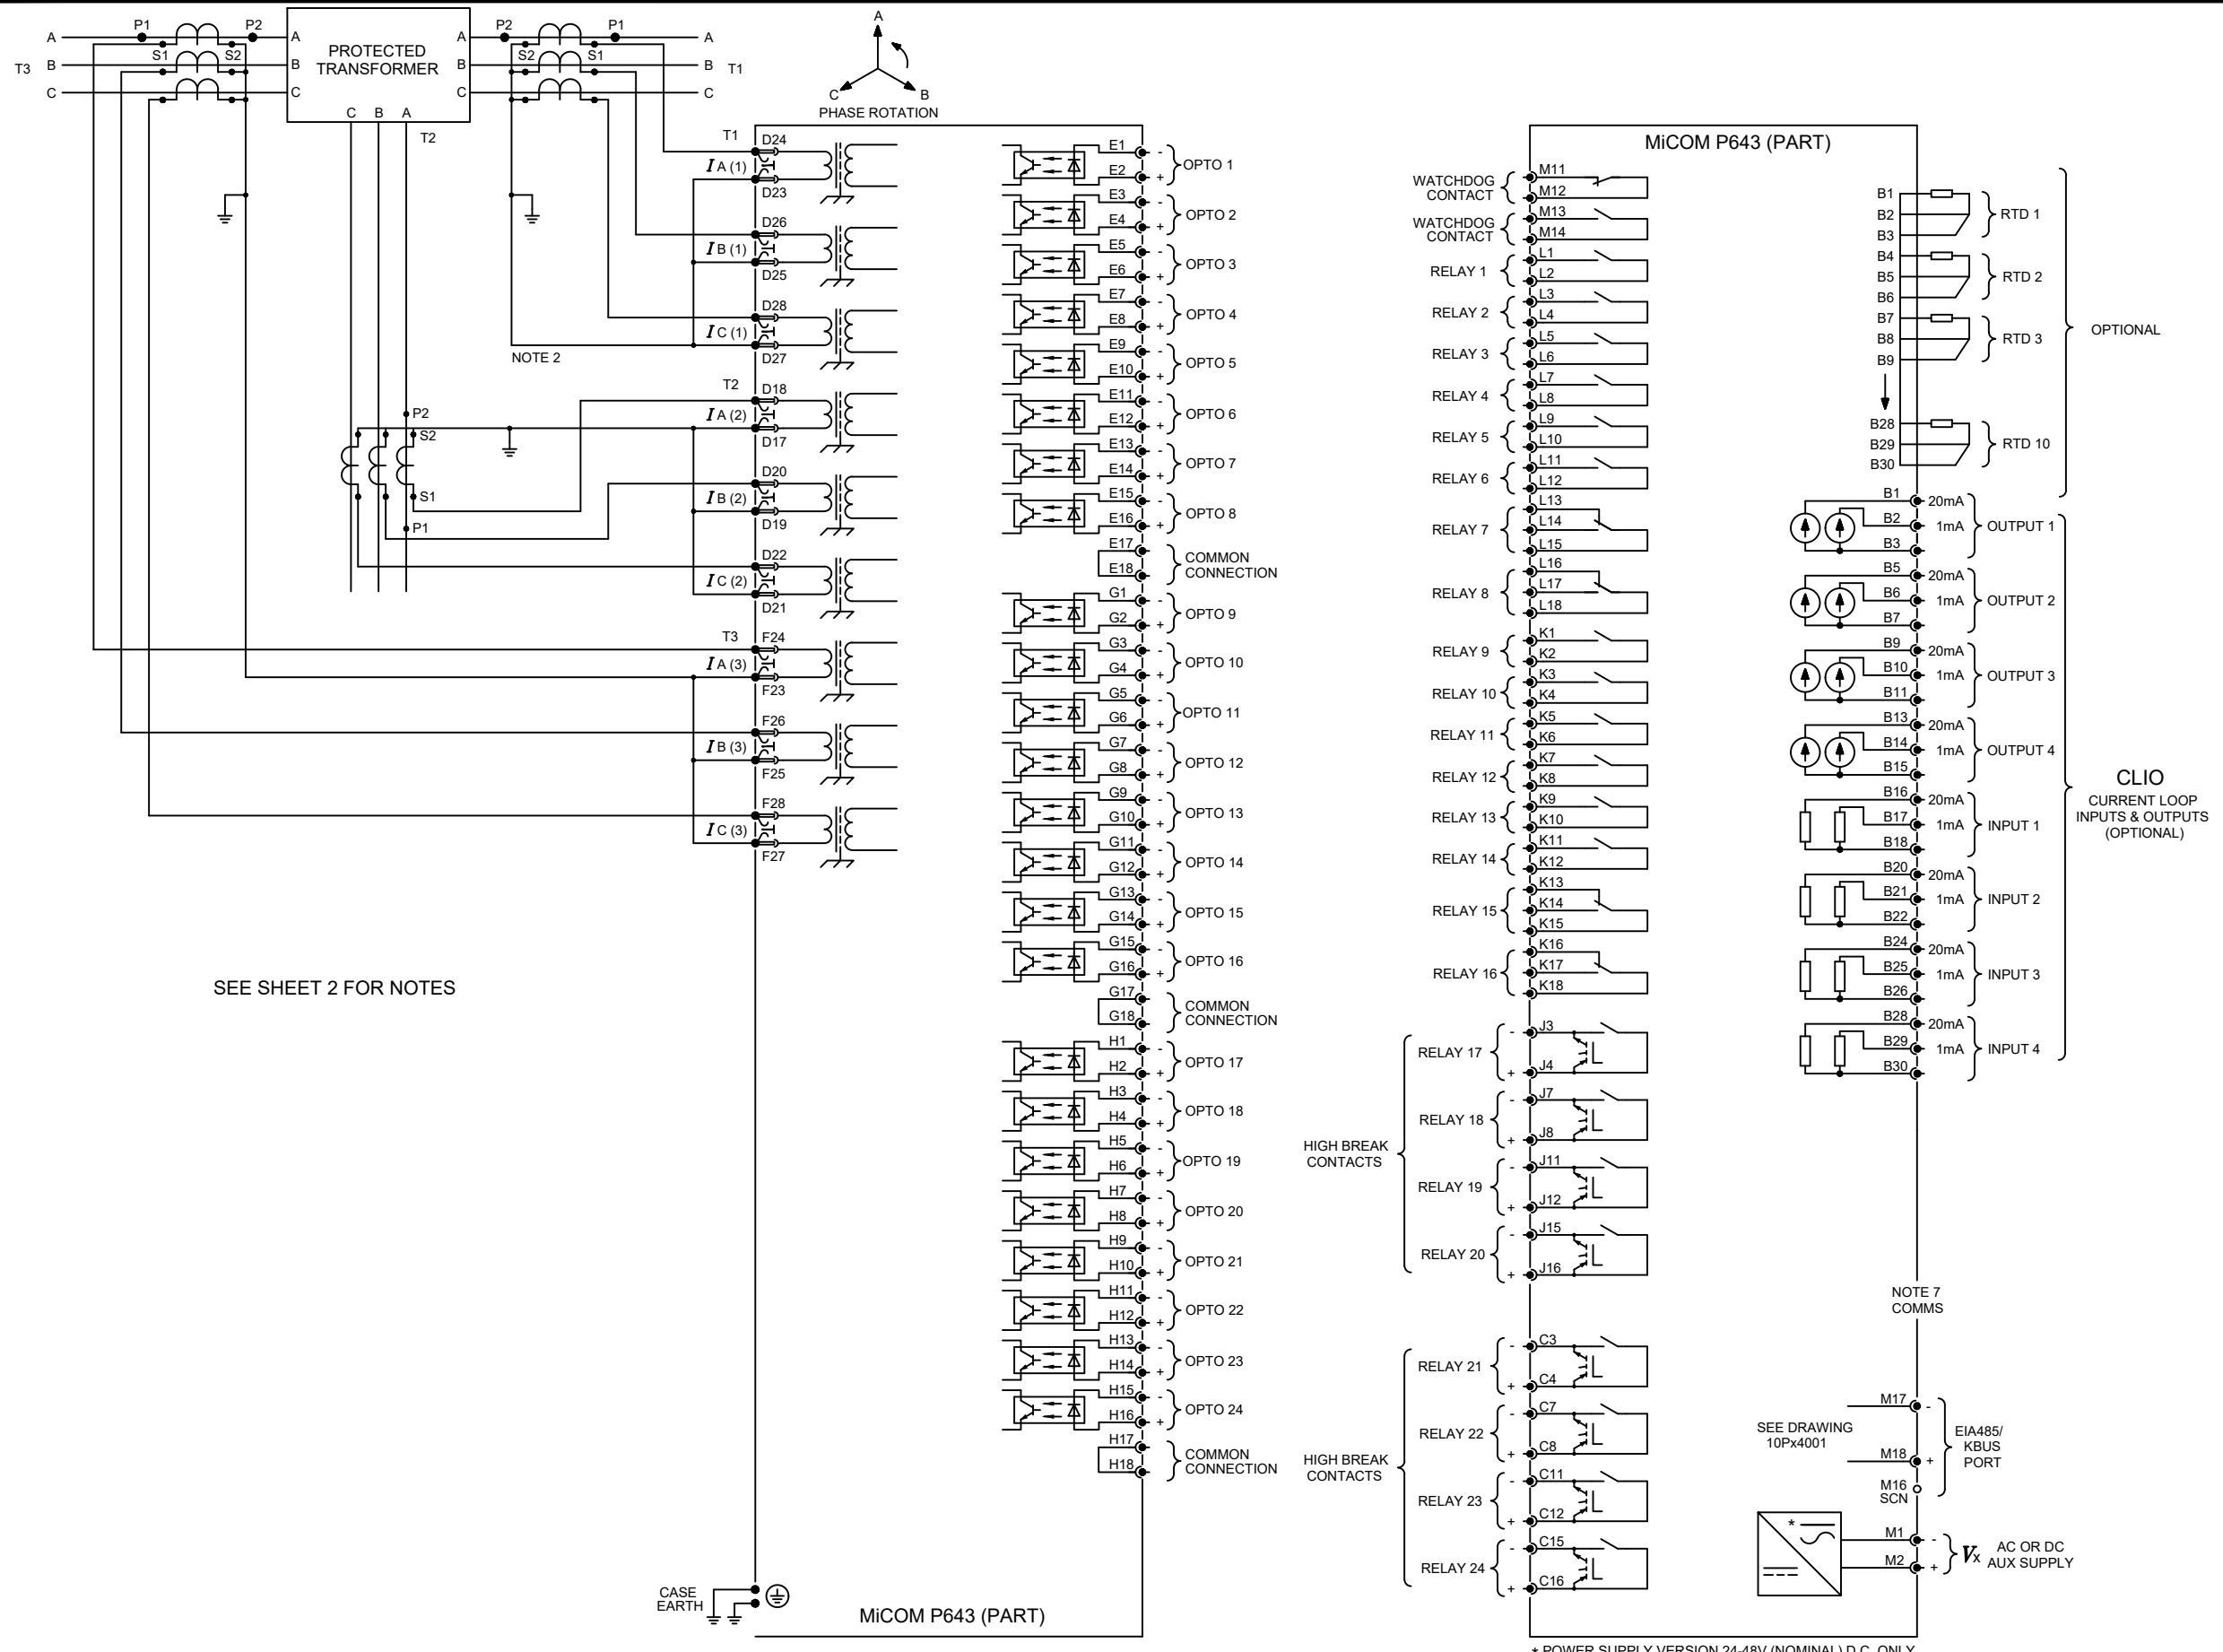 P1
P2
A
S1
S2
T3
B
C
A
B
C
PROTECTED
TRANSFORMER
A
B
C
C
B
A
T2
P2
P1
S2
S1
A
B
T1
C
A
C
B
PHASE ROTATION
NOTE 2
P2
S2
S1
P1
T1
D24
I A (1)
D23
D26
I B (1)
D25
D28
I C (1)
D27
T2
D18
I A (2)
D17
D20
I B (2)
D19
D22
I C (2)
D21
T3
F24
I A (3)
F23
F26
I B (3)
F25
F28
I C (3)
F27
SEE SHEET 2 FOR NOTES
CASE
EARTH
MiCOM P643 (PART)
E1 -
E2 +
OPTO 1
E3 -
E4 +
OPTO 2
E5 -
E6 +
OPTO 3
E7 -
E8 +
OPTO 4
E9 -
E10 +
OPTO 5
E11 -
E12 +
OPTO 6
E13 -
E14 +
OPTO 7
E15 -
E16 +
OPTO 8
E17
E18
COMMON
CONNECTION
G1 -
G2 +
OPTO 9
G3 -
G4 +
OPTO 10
G5 -
G6 +
OPTO 11
G7 -
G8 +
OPTO 12
G9 -
G10 +
OPTO 13
G11 -
G12 +
OPTO 14
G13 -
G14 +
OPTO 15
G15 -
G16 +
OPTO 16
G17
G18
COMMON
CONNECTION
H1 -
H2 +
OPTO 17
H3 -
H4 +
OPTO 18
H5 -
H6 +
OPTO 19
H7 -
H8 +
OPTO 20
H9 -
H10 +
OPTO 21
H11 -
H12 +
OPTO 22
H13 -
H14 +
OPTO 23
H15 -
H16 +
OPTO 24
H17
H18
COMMON
CONNECTION
MiCOM P643 (PART)
WATCHDOG
CONTACT
M11
M12
WATCHDOG
CONTACT
M13
M14
RELAY 1
L1
L2
RELAY 2
L3
L4
RELAY 3
L5
L6
RELAY 4
L7
L8
RELAY 5
L9
L10
RELAY 6
L11
L12
RELAY 7
L13
L14
L15
RELAY 8
L16
L17
L18
RELAY 9
K1
K2
RELAY 10
K3
K4
RELAY 11
K5
K6
RELAY 12
K7
K8
RELAY 13
K9
K10
RELAY 14
K11
K12
RELAY 15
K13
K14
K15
RELAY 16
K16
K17
K18
HIGH BREAK
CONTACTS
RELAY 17
- J3
+ J4
RELAY 18
- J7
+ J8
RELAY 19
- J11
+ J12
RELAY 20
- J15
+ J16
HIGH BREAK
CONTACTS
RELAY 21
- C3
+ C4
RELAY 22
- C7
+ C8
RELAY 23
- C11
+ C12
RELAY 24
- C15
+ C16
B1
B2
B3
RTD 1
B4
B5
B6
RTD 2
B7
B8
B9
RTD 3
B28
B29
B30
RTD 10
OPTIONAL
B1 20mA
B2 1mA
B3
OUTPUT 1
B5 20mA
B6 1mA
B7
OUTPUT 2
B9 20mA
B10 1mA
B11
OUTPUT 3
B13 20mA
B14 1mA
B15
OUTPUT 4
B16 20mA
B17 1mA
B18
INPUT 1
B20 20mA
B21 1mA
B22
INPUT 2
B24 20mA
B25 1mA
B26
INPUT 3
B28 20mA
B29 1mA
B30
INPUT 4
CLIO
CURRENT LOOP
INPUTS & OUTPUTS
(OPTIONAL)
NOTE 7
COMMS
SEE DRAWING
10Px4001
M17 -
M18 +
M16
SCN
EIA485/
KBUS
PORT
*
M1 -
M2 +
Vx
AC OR DC
AUX SUPPLY
* POWER SUPPLY VERSION 24-48V (NOMINAL) D.C. ONLY